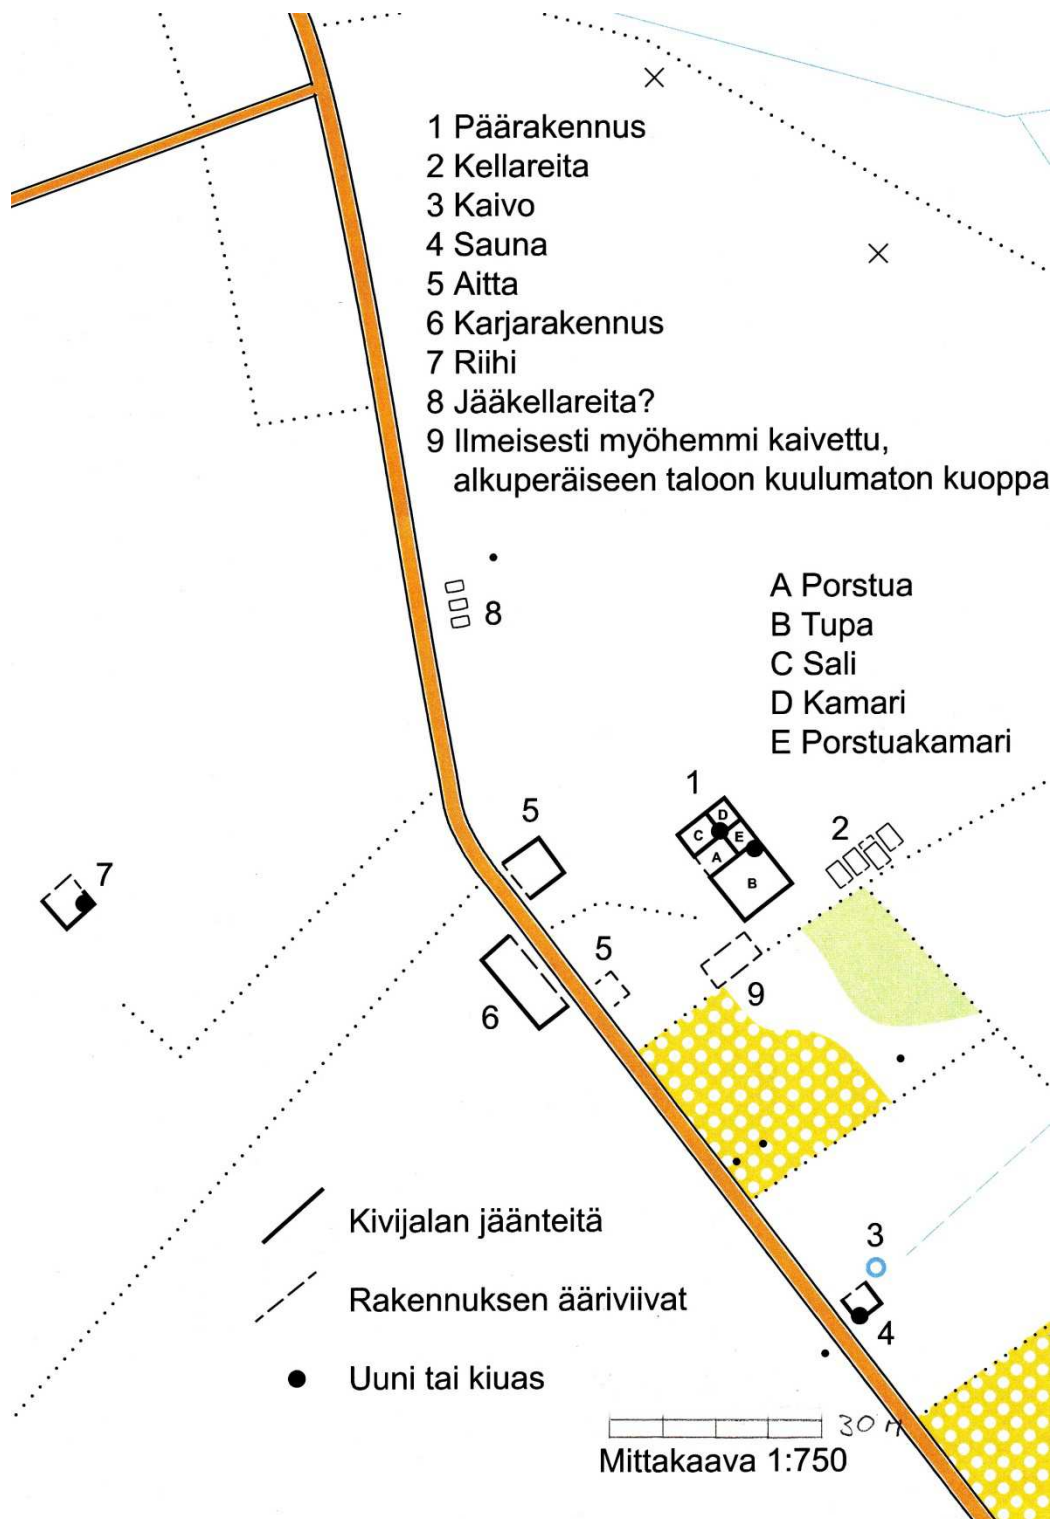 1 Päärakennus
2 Kellareita
3 Kaivo
4 Sauna
5 Aitta
6 Karjarakennus
7 Riihi
8 Jääkellareita?
9 Ilmeisesti myöhemmi kaivettu,
alkuperäiseen taloon kuulumaton kuoppa
A Porstua
B Tupa
C Sali
D Kamari
E Porstuakamari
8
1
5
2
D
C
E
A
B
7
5
9
6
3
4
Kivijalan jäänteitä
Rakennuksen ääriviivat
Uuni tai kiuas
30 M
Mittakaava 1:750